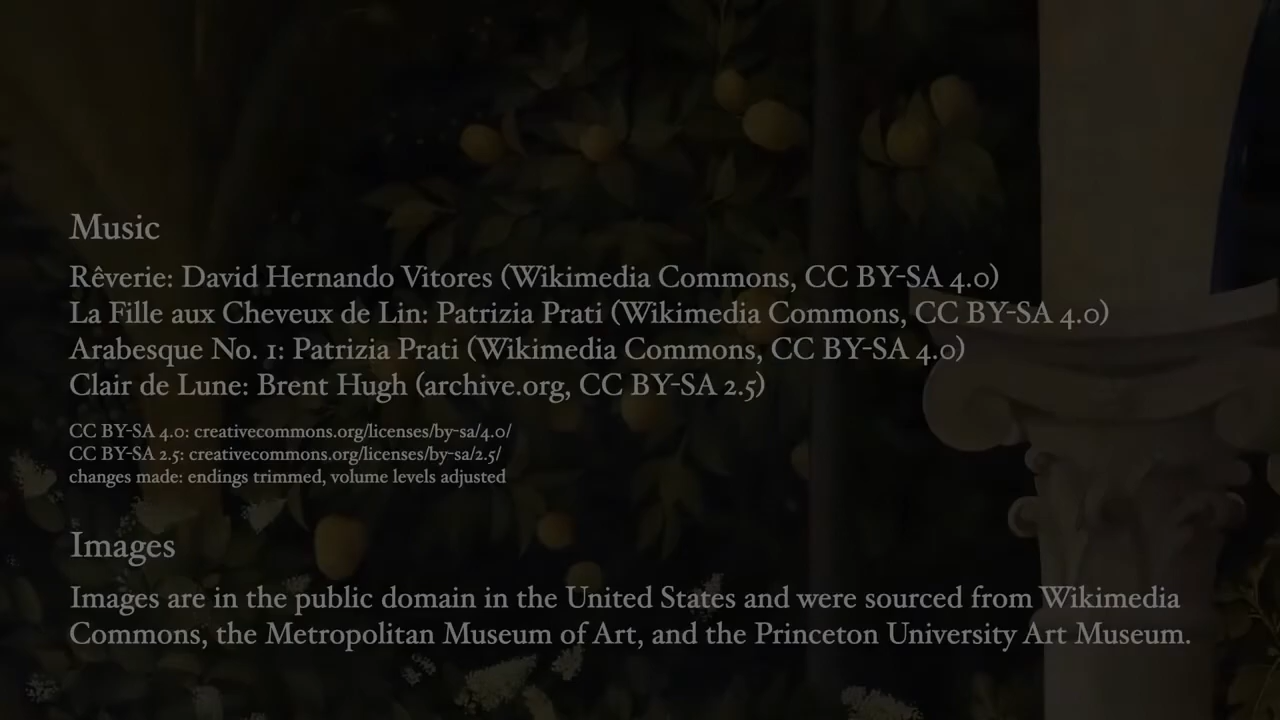 Music
Rêverie: David Hernando Vitores (Wikimedia Commons, CC BY-SA 4.0)
La Fille aux Cheveux de Lin: Patrizia Prati (Wikimedia Commons, CC BY-SA 4.0)
Arabesque No. 1: Patrizia Prati (Wikimedia Commons, CC BY-SA 4.0)
Clair de Lune: Brent Hugh (archive.org, CC BY-SA 2.5)
CC BY-SA 4.0: creativecommons.org/licenses/by-sa/4.0/
CC BY-SA 2.5: creativecommons.org/licenses/by-sa/2.5/
changes made: endings trimmed, volume levels adjusted
Images
Images are in the public domain in the United States and were sourced from Wikimedia
Commons, the Metropolitan Museum of Art, and the Princeton University Art Museum.